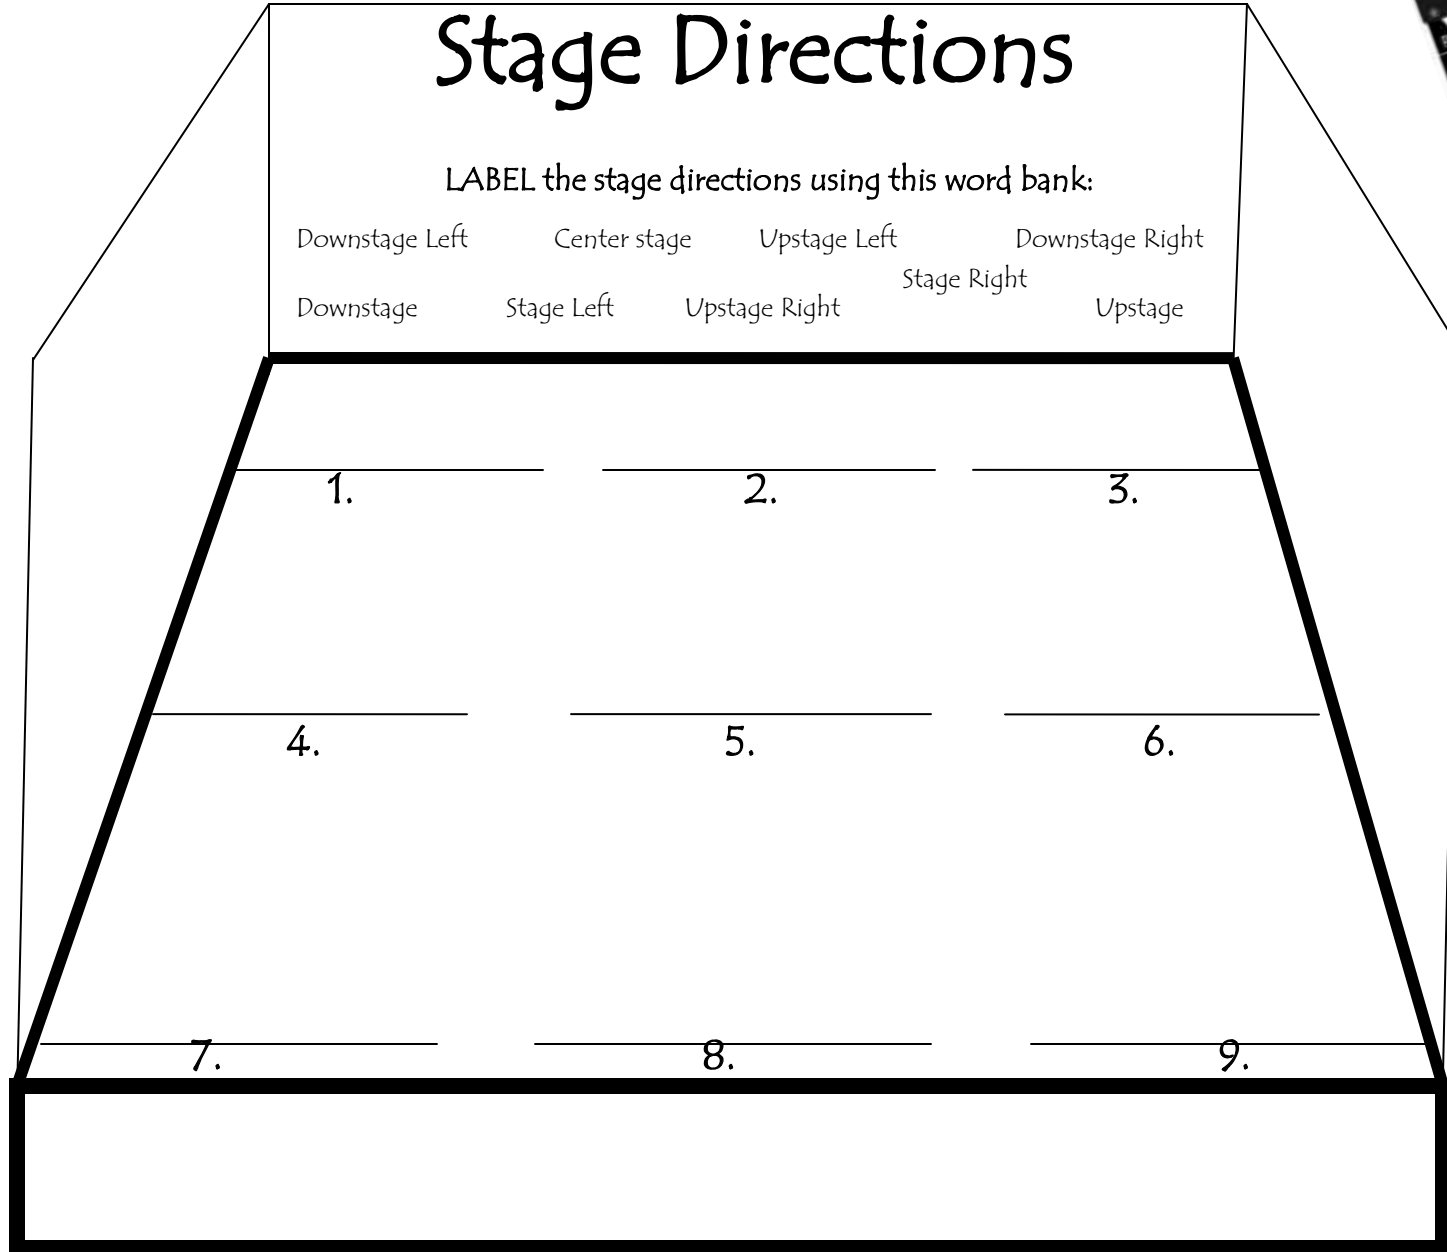 Stage Directions
LABEL the stage directions using this word bank:
Downstage Left Center stage Upstage Left Downstage Right
Stage Right
Downstage Stage Left Upstage Right Upstage
1. 2. 3.
4. 5. 6.
7. 8. 9.